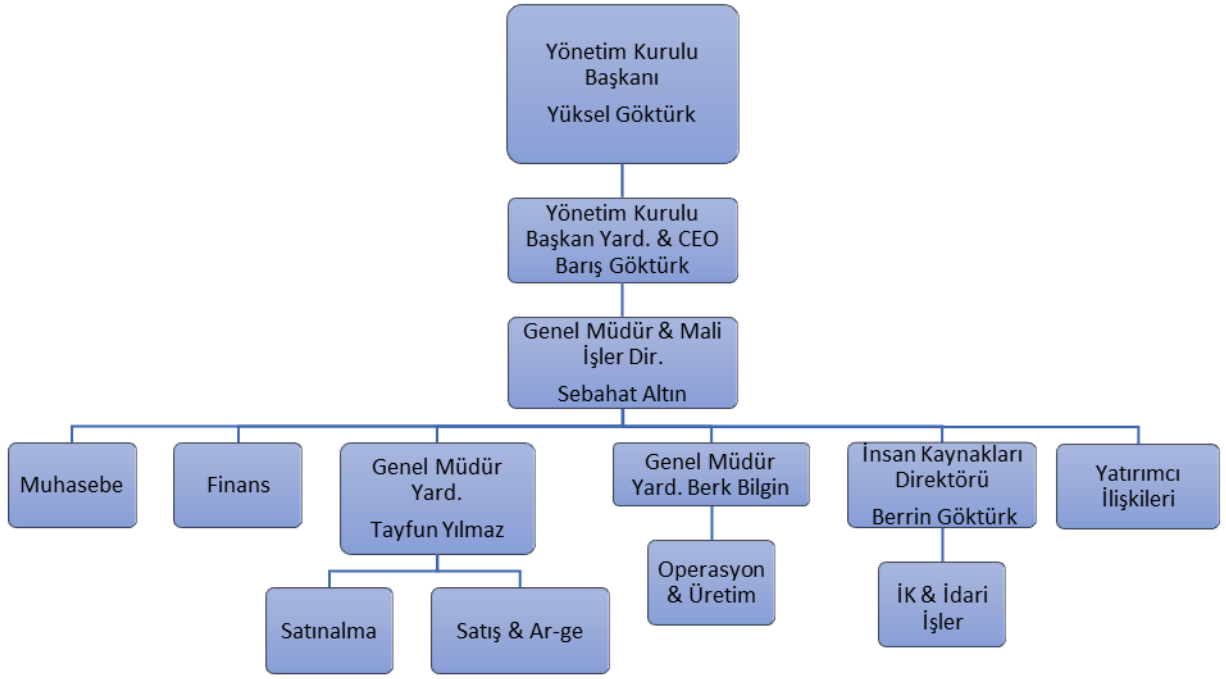 Yönetim Kurulu
Başkanı
Yüksel Göktürk
Yönetim Kurulu
Başkan Yard. & CEO
Barış Göktürk
Genel Müdür & Mali
İşler Dir.
Sebahat Altın
Muhasebe
Finans
Genel Müdür
Yard.
Tayfun Yılmaz
Genel Müdür
Yard. Berk Bilgin
İnsan Kaynakları
Direktörü
Berrin Göktürk
Yatırımcı
İlişkileri
Satınalma
Satış & Ar-ge
Operasyon
& Üretim
İK & İdari
İşler